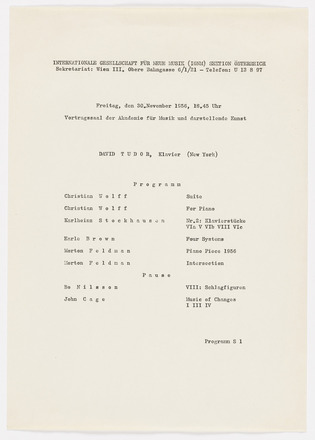 INTERNATIONALE GESELLSCHAFT FÜR NEUE MUSIK (IGNM) SEKTION ÖSTERREICH
Sekretariat: Wien III, Obere Bahngasse 6/1/21 - Telefon: U 13 8 97
Freitag, den 30.November 1956, 18,45 Uhr
Vortragssaal der Akademie für Musik und darstellende Kunst
DAVID TUDOR, Klavier (New York)
Programm
Christian Wolff Suite
Christian Wolff For Piano
Karlheinz Stockhausen Nr.2: Klavierstücke
VIa V VIb VIII VIc
Earle Brown Four Systems
Morton Feldman Piano Piece 1956
Morton Feldman Intersection
Pause
Bo Nilsson VIII: Schlagfiguren
John Cage Music of Changes
I III IV
Programm S 1